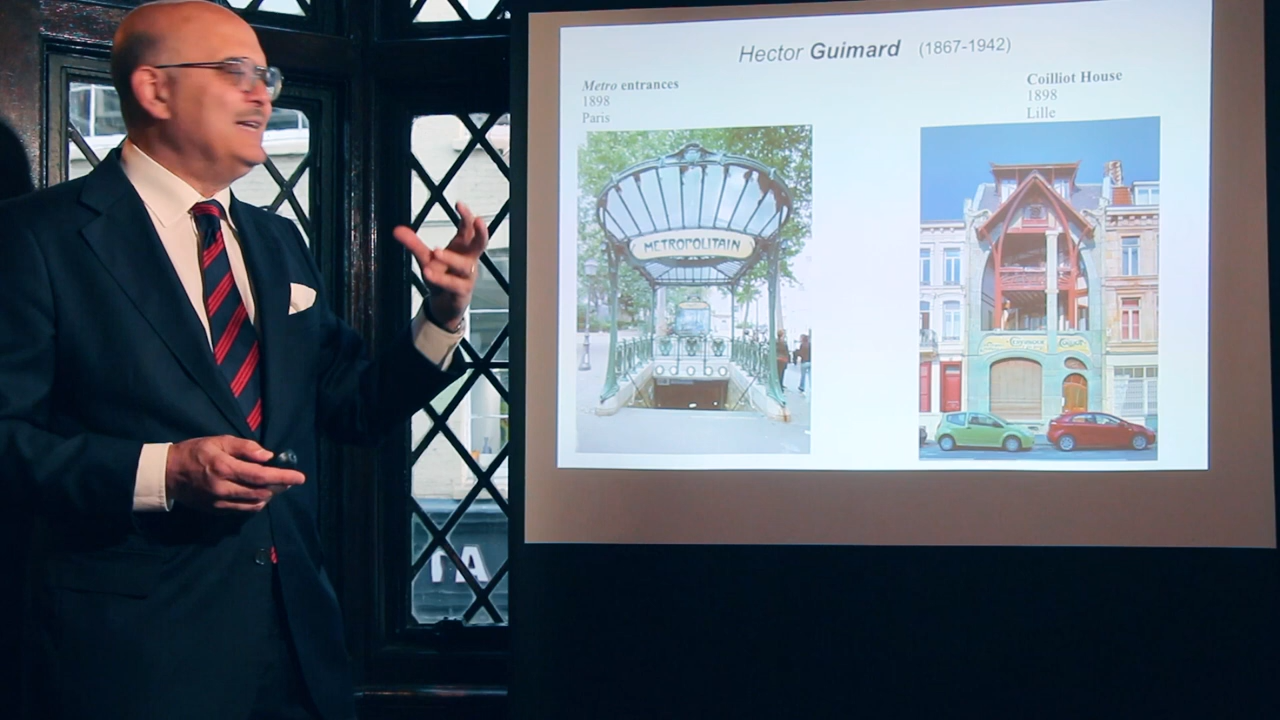 Hector Guimard (1867-1942)
Metro entrances
1898
Paris
Coilliot House
1898
Lille
METROPOLITAIN